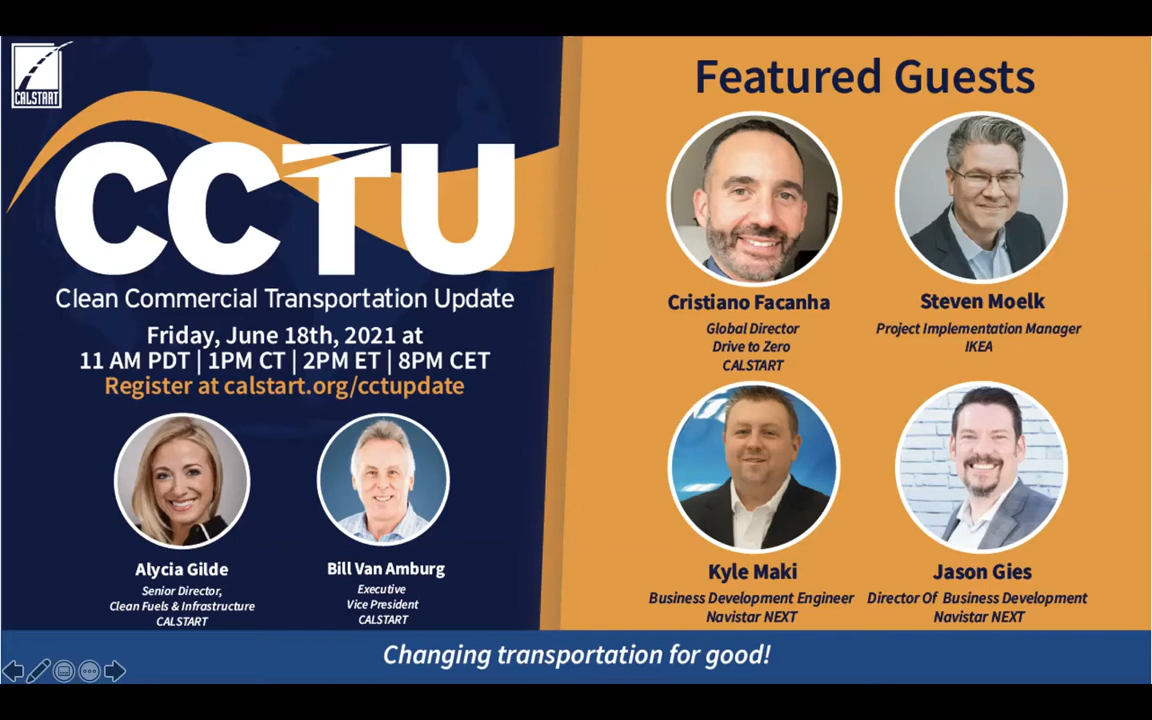 CALSTART
CCTU
Clean Commercial Transportation Update
Friday, June 18th, 2021 at
11 AM PDT | 1PM CT | 2PM ET | 8PM CET
Register at calstart.org/cctupdate
Alycia Gilde
Senior Director,
Clean Fuels & Infrastructure
CALSTART
Bill Van Amburg
Executive
Vice President
CALSTART
Featured Guests
Cristiano Facanha
Global Director
Drive to Zero
CALSTART
Steven Moelk
Project Implementation Manager
IKEA
Kyle Maki
Business Development Engineer
Navistar NEXT
Jason Gies
Director Of Business Development
Navistar NEXT
Changing transportation for good!